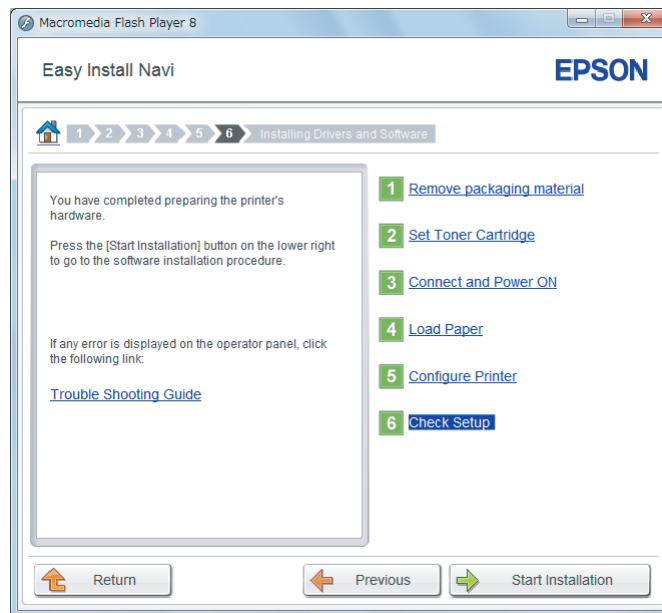 Macromedia Flash Player 8
Easy Install Navi
EPSON
1 2 3 4 5 6 Installing Drivers and Software
You have completed preparing the printer's
hardware.
Press the [Start Installation] button on the lower right
to go to the software installation procedure.
If any error is displayed on the operator panel, click
the following link:
Trouble Shooting Guide
1 Remove packaging material
2 Set Toner Cartridge
3 Connect and Power ON
4 Load Paper
5 Configure Printer
6 Check Setup
Return
Previous
Start Installation